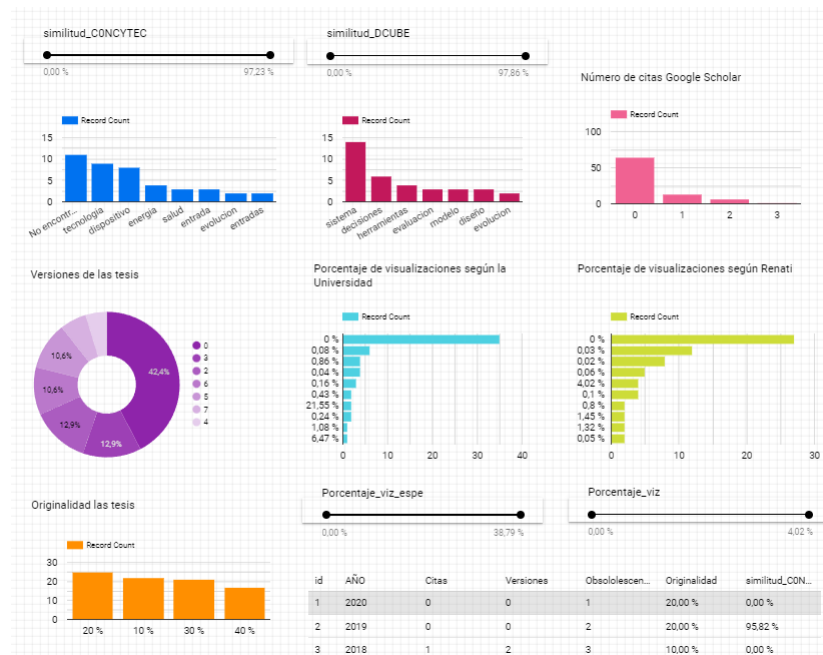 similitud_CONCYTEC
0,00 %
97,23 %
similitud_DCUBE
0,00 %
97,86 %
Número de citas Google Scholar
Record Count
15
10
5
0
No encontr...
tecnologia
dispositivo
energia
salud
entrada
evolucion
entradas
Record Count
15
10
5
0
sistema
decisiones
herramientas
evaluacion
modelo
diseño
evolucion
Record Count
100
50
0
0
1
2
3
Versiones de las tesis
42,4%
12,9%
12,9%
10,6%
10,6%
0
3
2
6
5
7
4
Porcentaje de visualizaciones según la
Universidad
Record Count
0 %
0,08 %
0,86 %
0,04 %
0,16 %
0,43 %
21,55 %
0,24 %
1,08 %
6,47 %
0
10
20
30
40
Porcentaje de visualizaciones según Renati
Record Count
0 %
0,03 %
0,02 %
0,06 %
4,02 %
0,1 %
0,8 %
1,45 %
1,32 %
0,05 %
0
10
20
30
Originalidad las tesis
Record Count
30
20
10
0
20 %
10 %
30 %
40 %
Porcentaje_viz_espe
0,00 %
38,79 %
Porcentaje_viz
0,00 %
4,02 %
id AÑO Citas Versiones Obsololescen... Originalidad similitud_CON...
1 2020 0 0 1 20,00 % 0,00 %
2 2019 0 0 2 20,00 % 95,82 %
3 2018 1 2 3 10,00 % 0,00 %